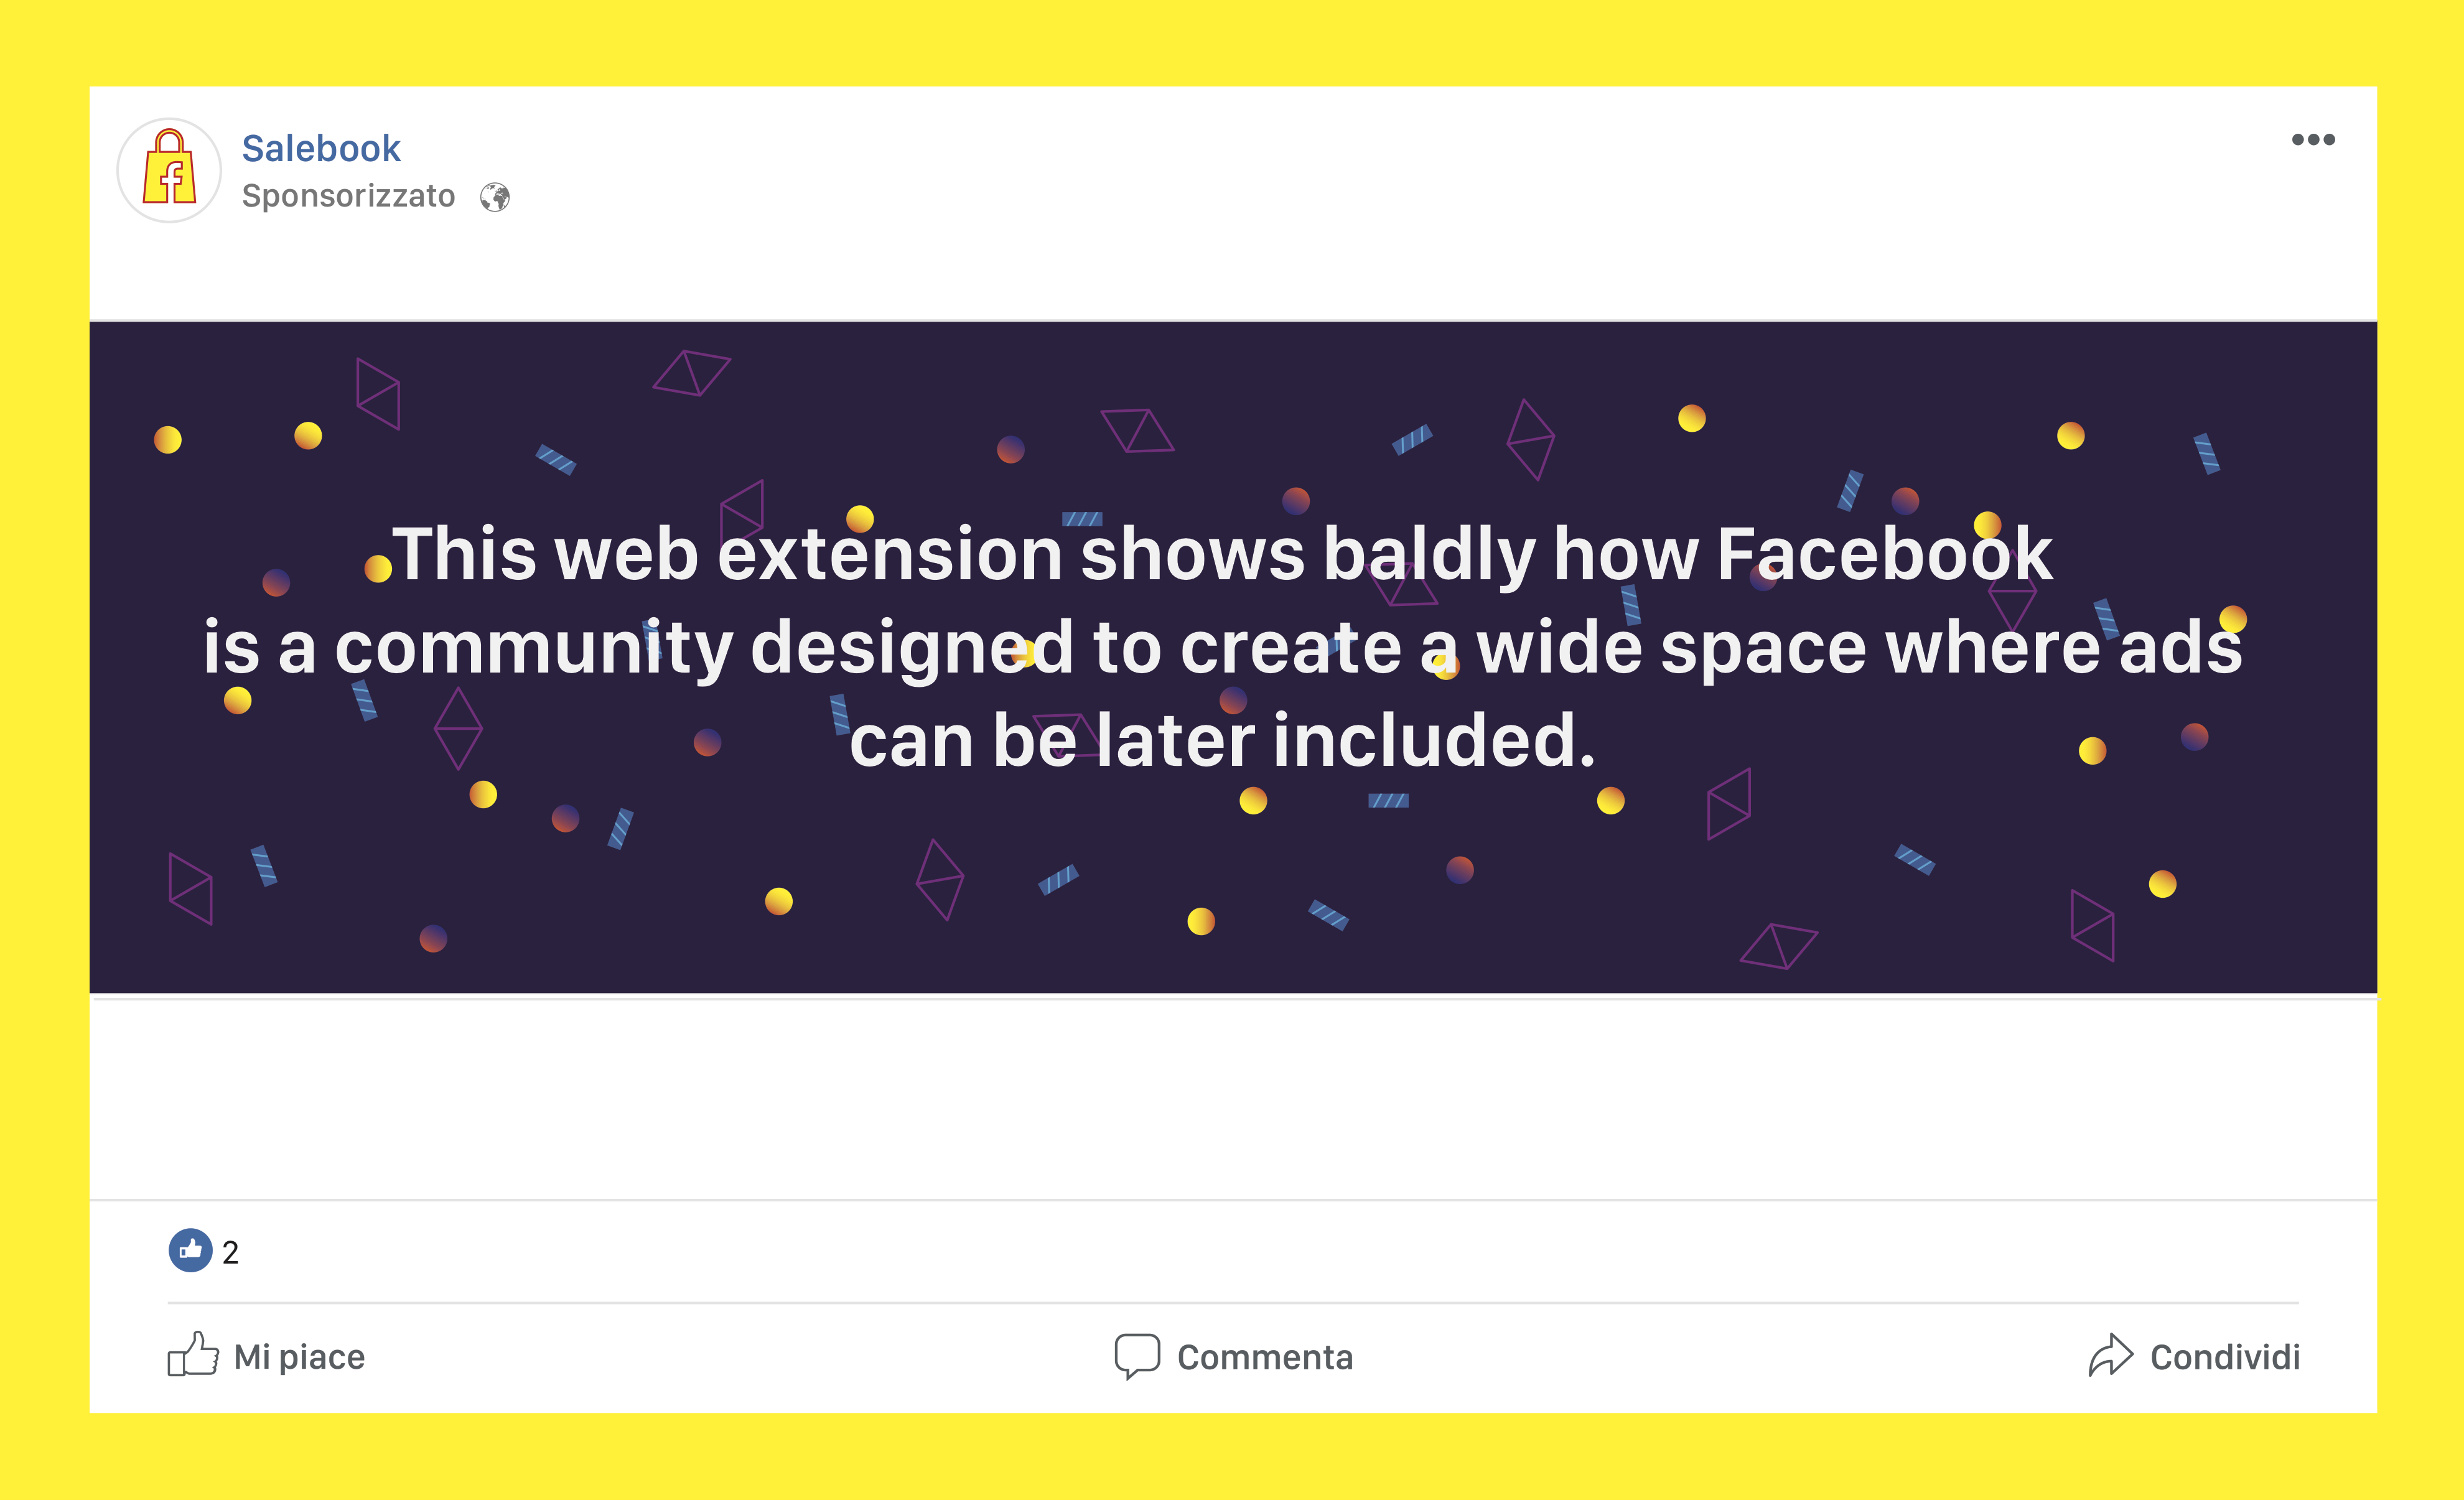 Salebook
Sponsorizzato
This web extension shows baldly how Facebook
is a community designed to create a wide space where ads
can be later included.
2
Mi piace
Commenta
Condividi